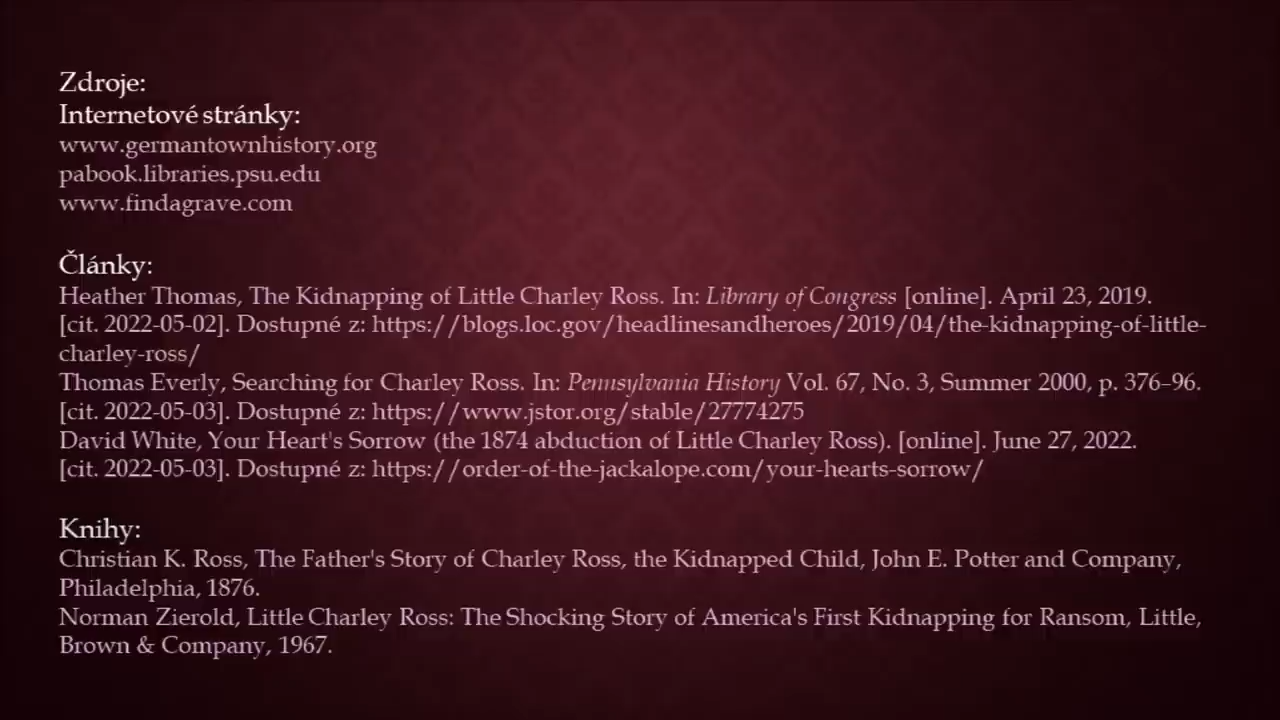 Zdroje:
Internetové stránky:
www.germantownhistory.org
pabook.libraries.psu.edu
www.findagrave.com
Články:
Heather Thomas, The Kidnapping of Little Charley Ross. In: Library of Congress [online]. April 23, 2019.
[cit. 2022-05-02]. Dostupné z: https://blogs.loc.gov/headlinesandheroes/2019/04/the-kidnapping-of-little-
charley-ross/
Thomas Everly, Searching for Charley Ross. In: Pennsylvania History Vol. 67, No. 3, Summer 2000, p. 376–96.
[cit. 2022-05-03]. Dostupné z: https://www.jstor.org/stable/27774275
David White, Your Heart's Sorrow (the 1874 abduction of Little Charley Ross). [online]. June 27, 2022.
[cit. 2022-05-03]. Dostupné z: https://order-of-the-jackalope.com/your-hearts-sorrow/
Knihy:
Christian K. Ross, The Father's Story of Charley Ross, the Kidnapped Child, John E. Potter and Company,
Philadelphia, 1876.
Norman Zierold, Little Charley Ross: The Shocking Story of America's First Kidnapping for Ransom, Little,
Brown & Company, 1967.